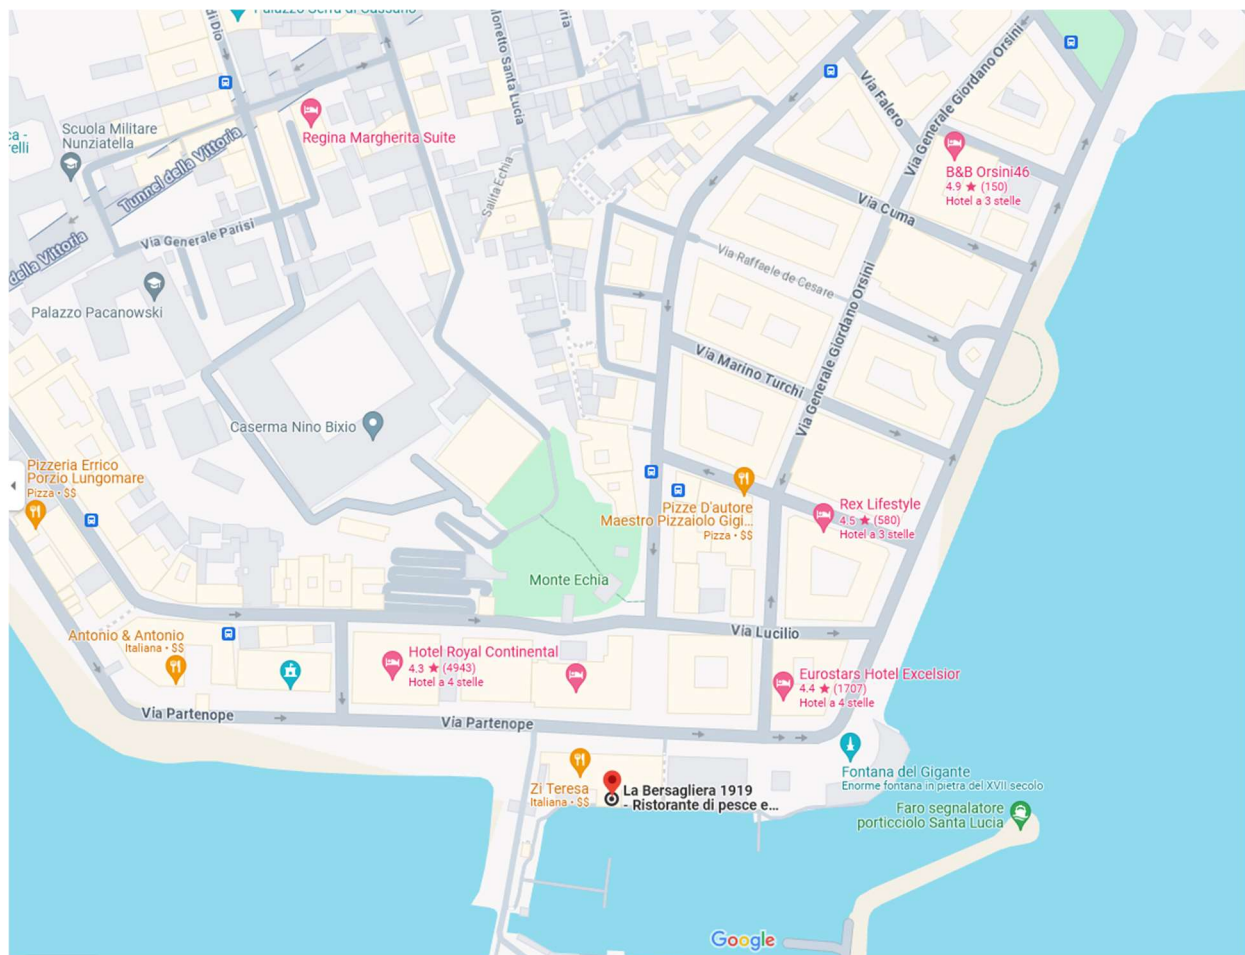 Palazzo Serra di Cassano
di Dio
Scuola Militare
Nunziatella
Regina Margherita Suite
Tunnel della Vittoria
Via Generale Parisi
della Vittoria
Palazzo Pacanowski
Santa Lucia
Salita Echia
Via Falero
Via Generale Giordano Orsini
B&B Orsini46
4.9 ★ (150)
Hotel a 3 stelle
Via Cuma
Via Raffaele de Cesare
Via Generale Giordano Orsini
Via Marino Turchi
Caserma Nino Bixio
Pizzeria Errico
Porzio Lungomare
Pizza · $$
Pizze D'autore
Maestro Pizzaiolo Gigi...
Pizza · $$
Rex Lifestyle
4.5 ★ (580)
Hotel a 3 stelle
Monte Echia
Via Lucilio
Antonio & Antonio
Italiana · $$
Hotel Royal Continental
4.3 ★ (4943)
Hotel a 4 stelle
Eurostars Hotel Excelsior
4.4 ★ (1707)
Hotel a 4 stelle
Via Partenope
Via Partenope
Fontana del Gigante
Enorme fontana in pietra del XVII secolo
Zi Teresa
Italiana · $$
La Bersagliera 1919
- Ristorante di pesce e...
Faro segnalatore
porticciolo Santa Lucia
Google